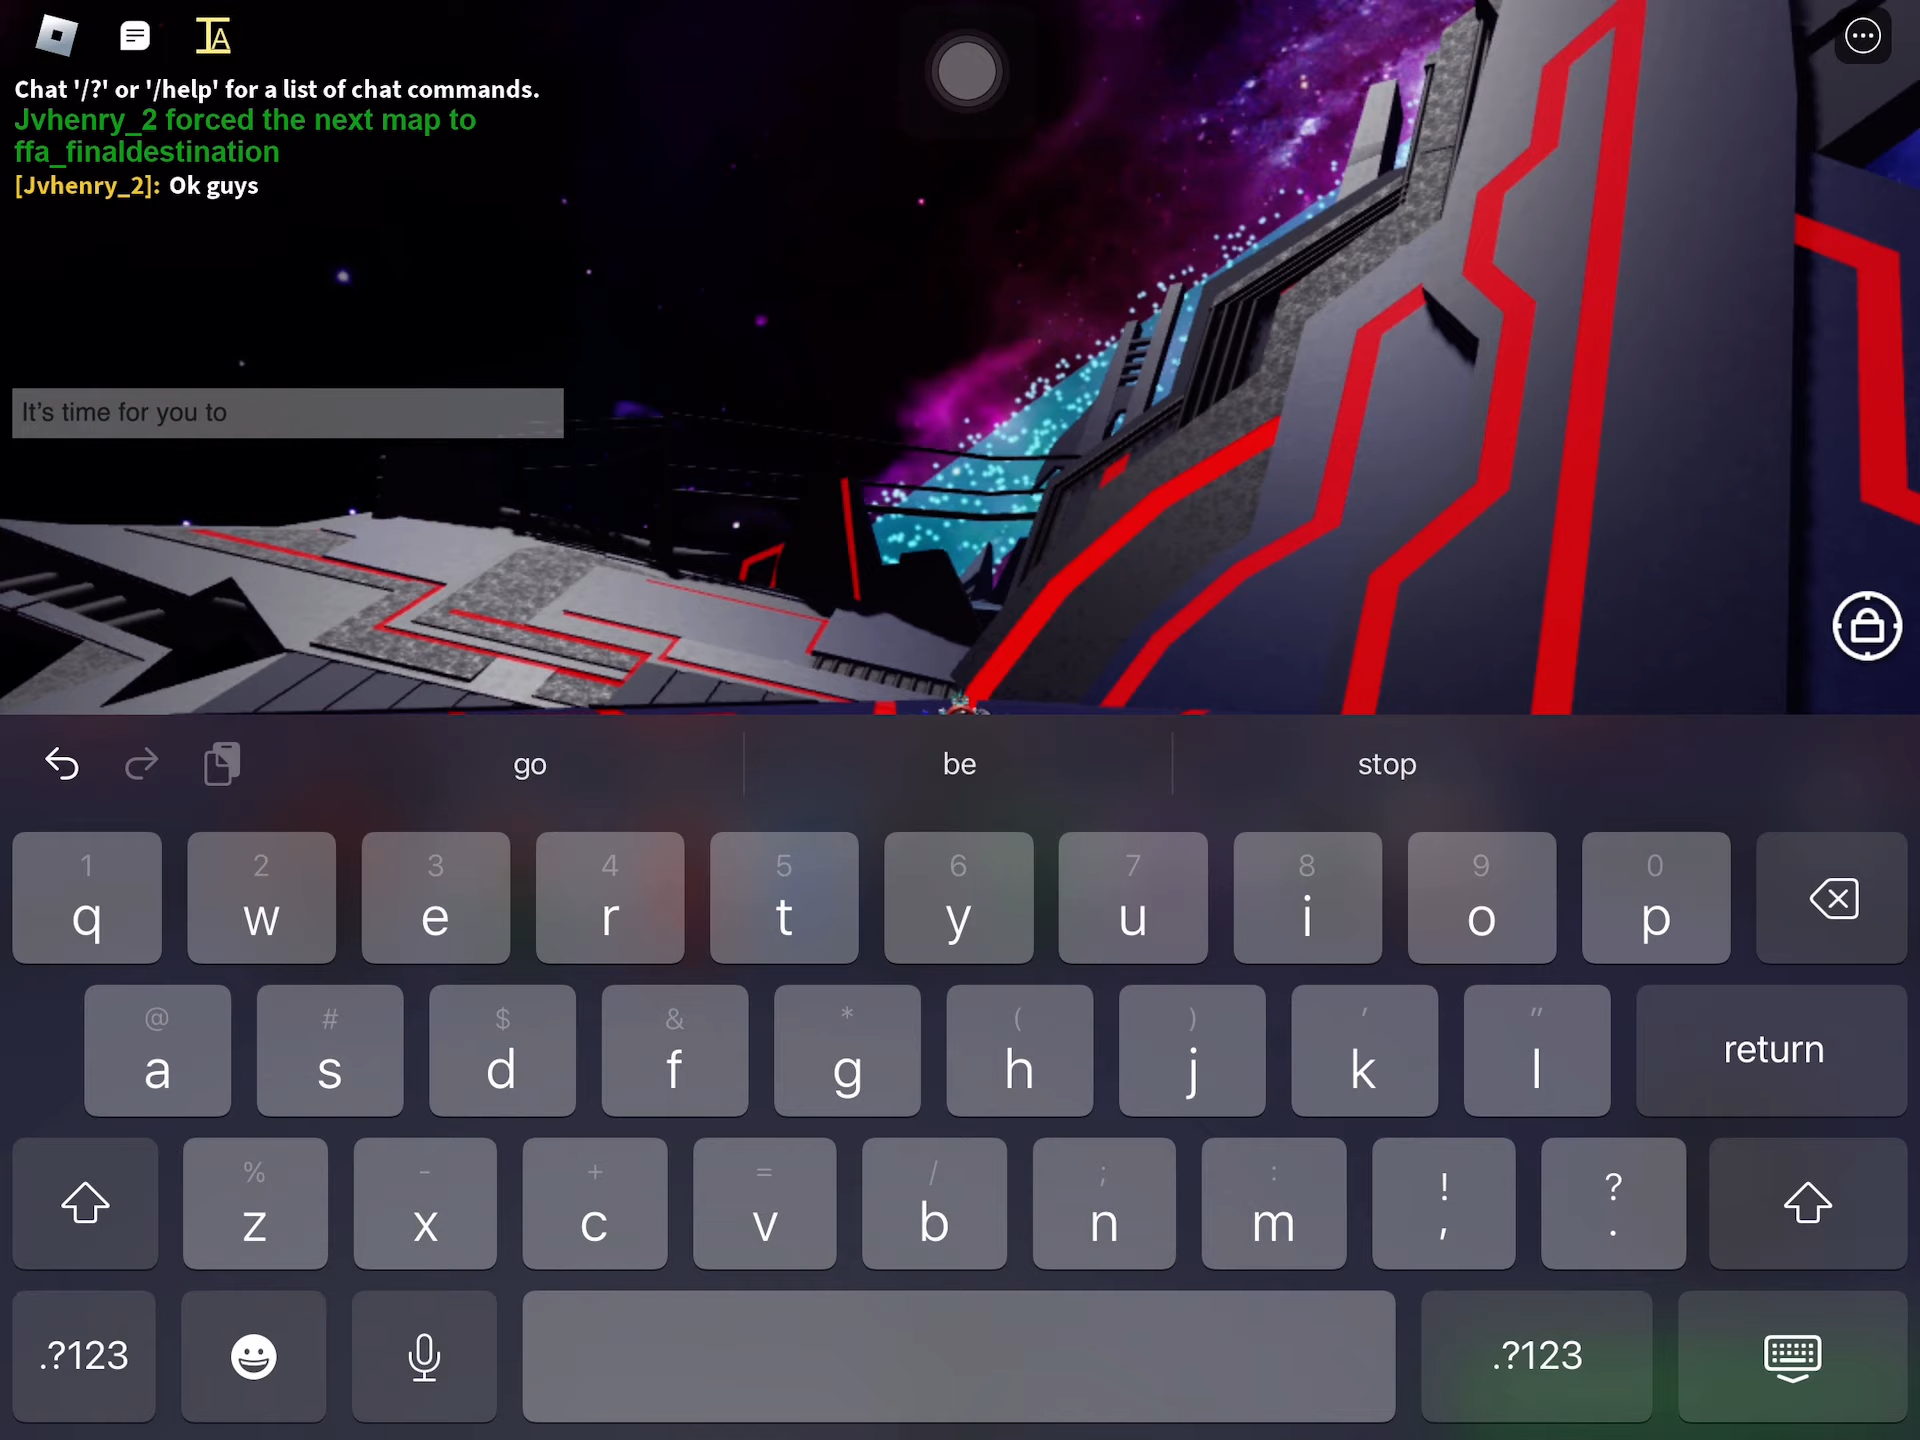 Chat '/?' or '/help' for a list of chat commands.
Jvhenry_2 forced the next map to
ffa_finaldestination
[Jvhenry_2]: Ok guys
It's time for you to
go be stop
1 2 3 4 5 6 7 8 9 0
q w e r t y u i o p
@ # $ & * ( ) ' "
a s d f g h j k l return
% - + = / ; : ! ?
z x c v b n m , .
.?123 .?123